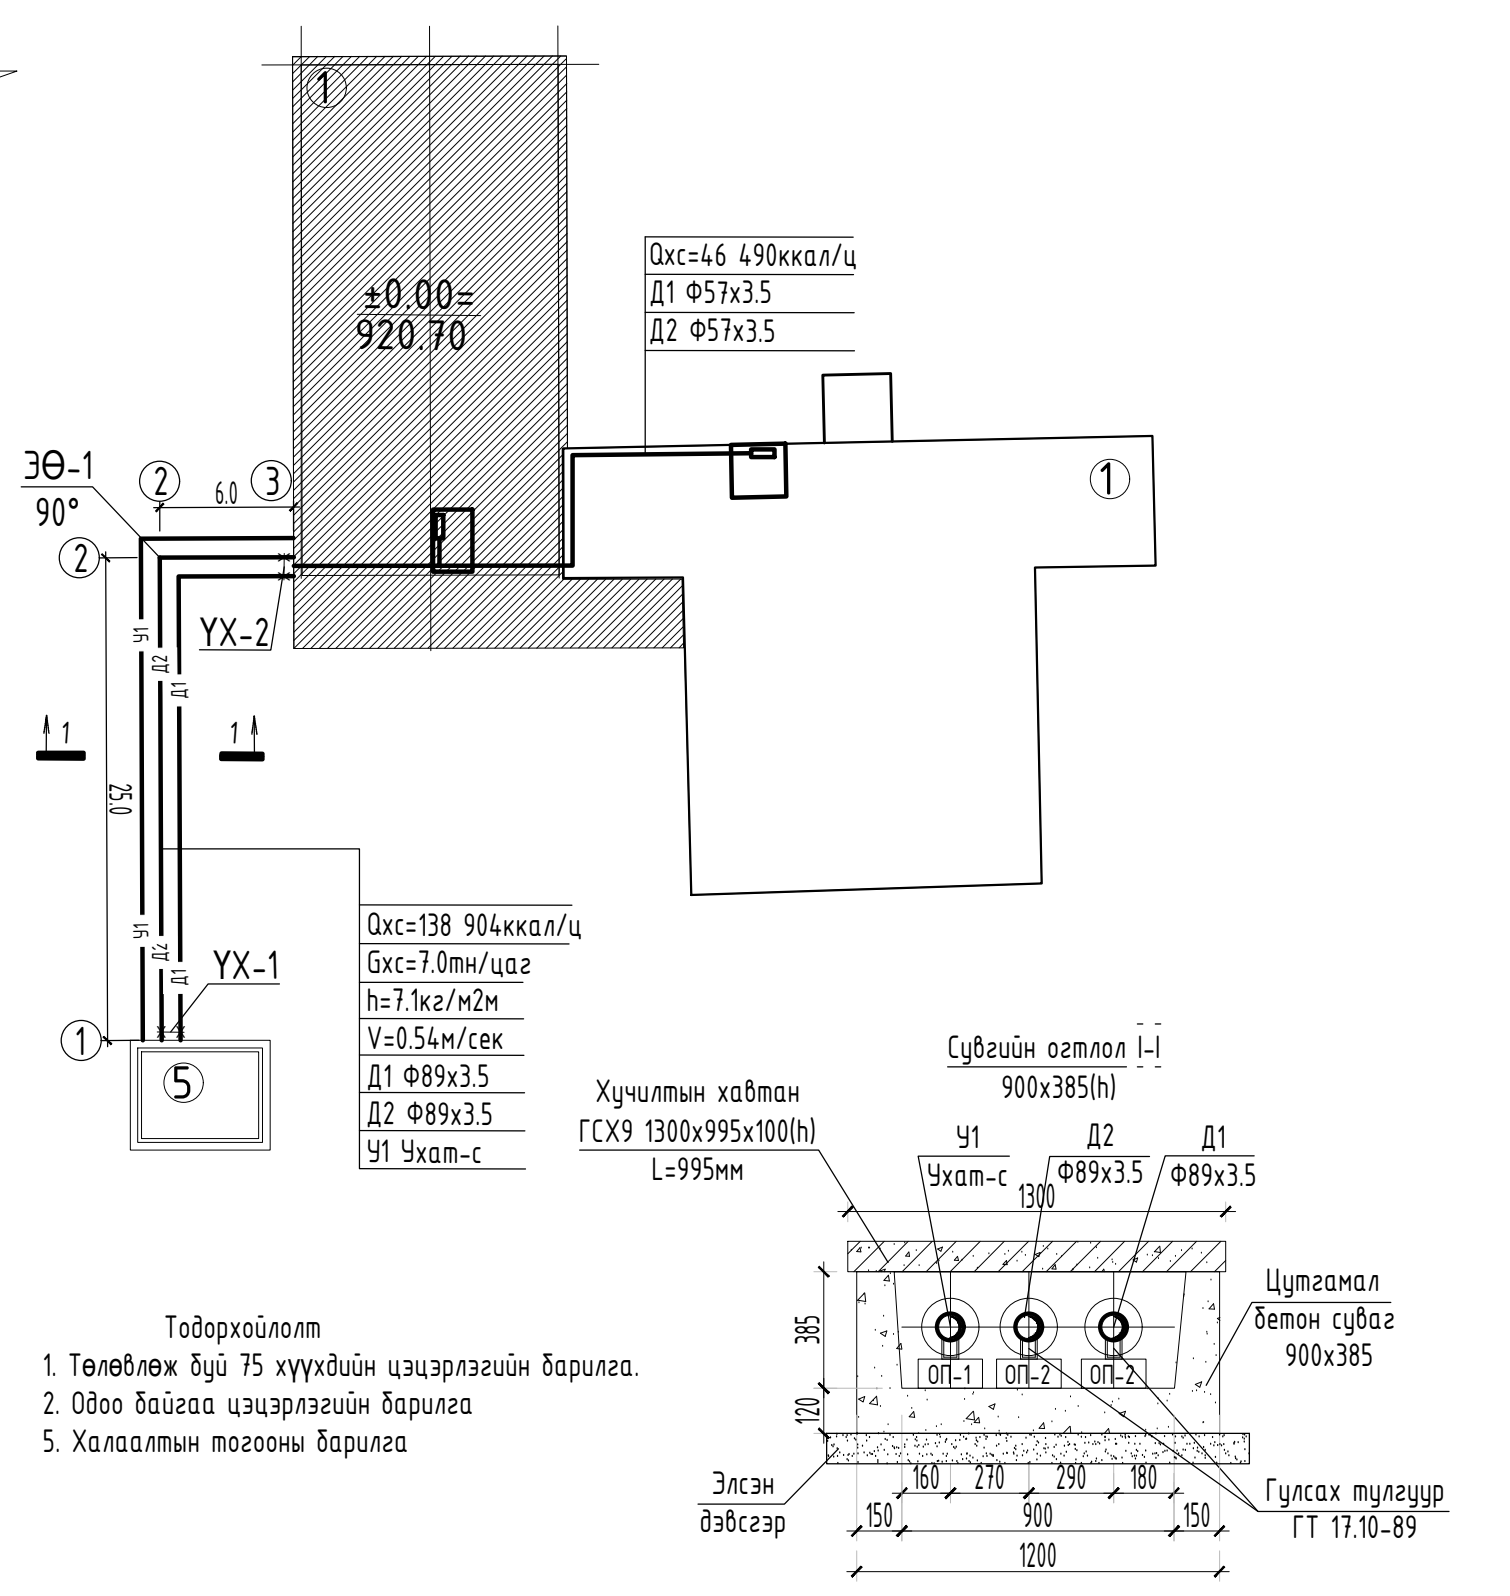 1
±0.00=
920.70
Qхс=46 490ккал/ц
Д1 Ф57х3.5
Д2 Ф57х3.5
ЭӨ-1
90°
2
6.0
3
2
1
ҮХ-2
У1
Д2
Д1
1
1
25.0
У1
Д2
Д1
ҮХ-1
1
5
Qхс=138 904ккал/ц
Gхс=7.0тн/цаг
h=7.1кг/м2м
V=0.54м/сек
Д1 Ф89х3.5
Д2 Ф89х3.5
У1 Ухат-с
Сувгийн огтлол I-I
900х385(h)
Хучилтын хавтан
ГСХ9 1300х995х100(h)
L=995мм
У1
Ухат-с
Д2
Ф89х3.5
Д1
Ф89х3.5
1300
385
120
ОП-1
ОП-2
ОП-2
Цутгамал
бетон суваг
900х385
160
270
290
180
150
900
150
1200
Элсэн
дэвсгэр
Гулсах тулгуур
ГТ 17.10-89
Тодорхойлолт
1. Төлөвлөж буй 75 хүүхдийн цэцэрлэгийн барилга.
2. Одоо байгаа цэцэрлэгийн барилга
5. Халаалтын тогооны барилга